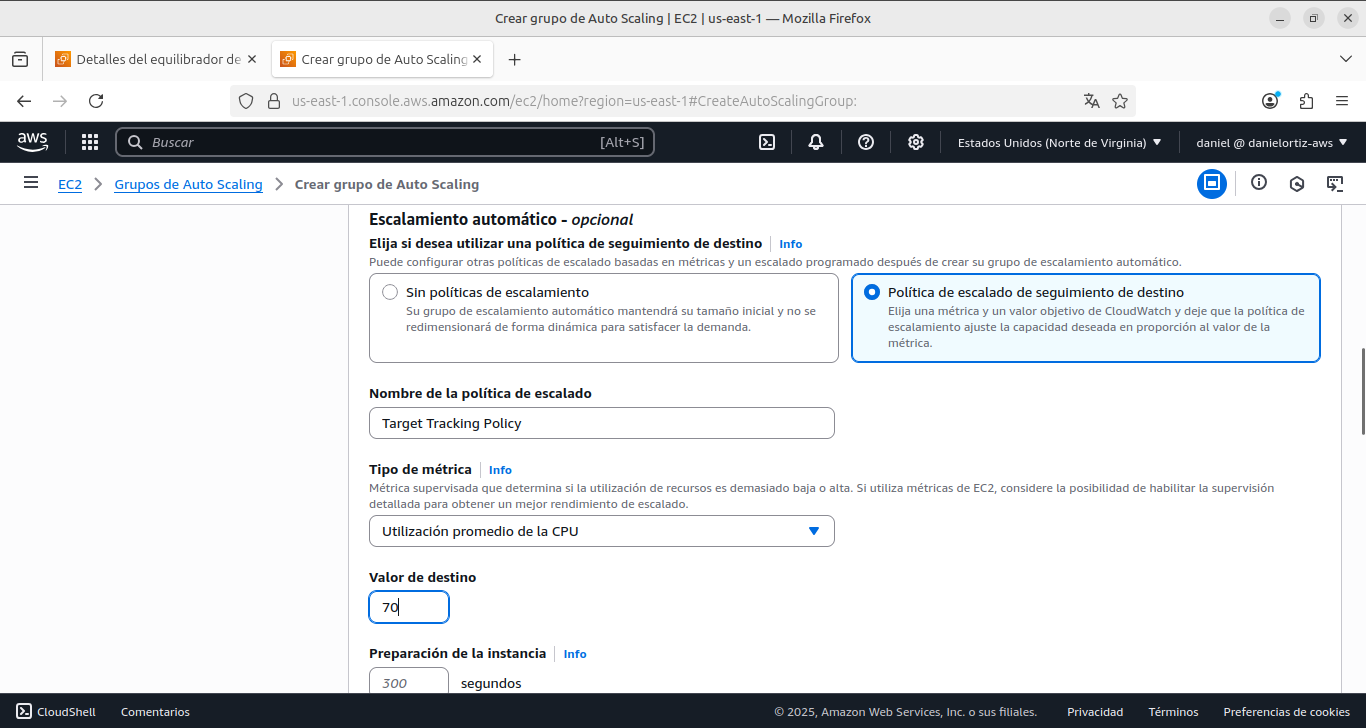 Crear grupo de Auto Scaling | EC2 | us-east-1 — Mozilla Firefox
Detalles del equilibrador de
Crear grupo de Auto Scaling
us-east-1.console.aws.amazon.com/ec2/home?region=us-east-1#CreateAutoScalingGroup:
aws
Buscar
[Alt+S]
Estados Unidos (Norte de Virginia)
daniel @ danielortiz-aws
EC2
Grupos de Auto Scaling
Crear grupo de Auto Scaling
Escalamiento automático - opcional
Elija si desea utilizar una política de seguimiento de destino
Info
Puede configurar otras políticas de escalado basadas en métricas y un escalado programado después de crear su grupo de escalamiento automático.
Sin políticas de escalamiento
Su grupo de escalamiento automático mantendrá su tamaño inicial y no se
redimensionará de forma dinámica para satisfacer la demanda.
Política de escalado de seguimiento de destino
Elija una métrica y un valor objetivo de CloudWatch y deje que la política de
escalamiento ajuste la capacidad deseada en proporción al valor de la
métrica.
Nombre de la política de escalado
Target Tracking Policy
Tipo de métrica
Info
Métrica supervisada que determina si la utilización de recursos es demasiado baja o alta. Si utiliza métricas de EC2, considere la posibilidad de habilitar la supervisión
detallada para obtener un mejor rendimiento de escalado.
Utilización promedio de la CPU
Valor de destino
70
Preparación de la instancia
Info
300
segundos
CloudShell
Comentarios
© 2025, Amazon Web Services, Inc. o sus filiales.
Privacidad
Términos
Preferencias de cookies